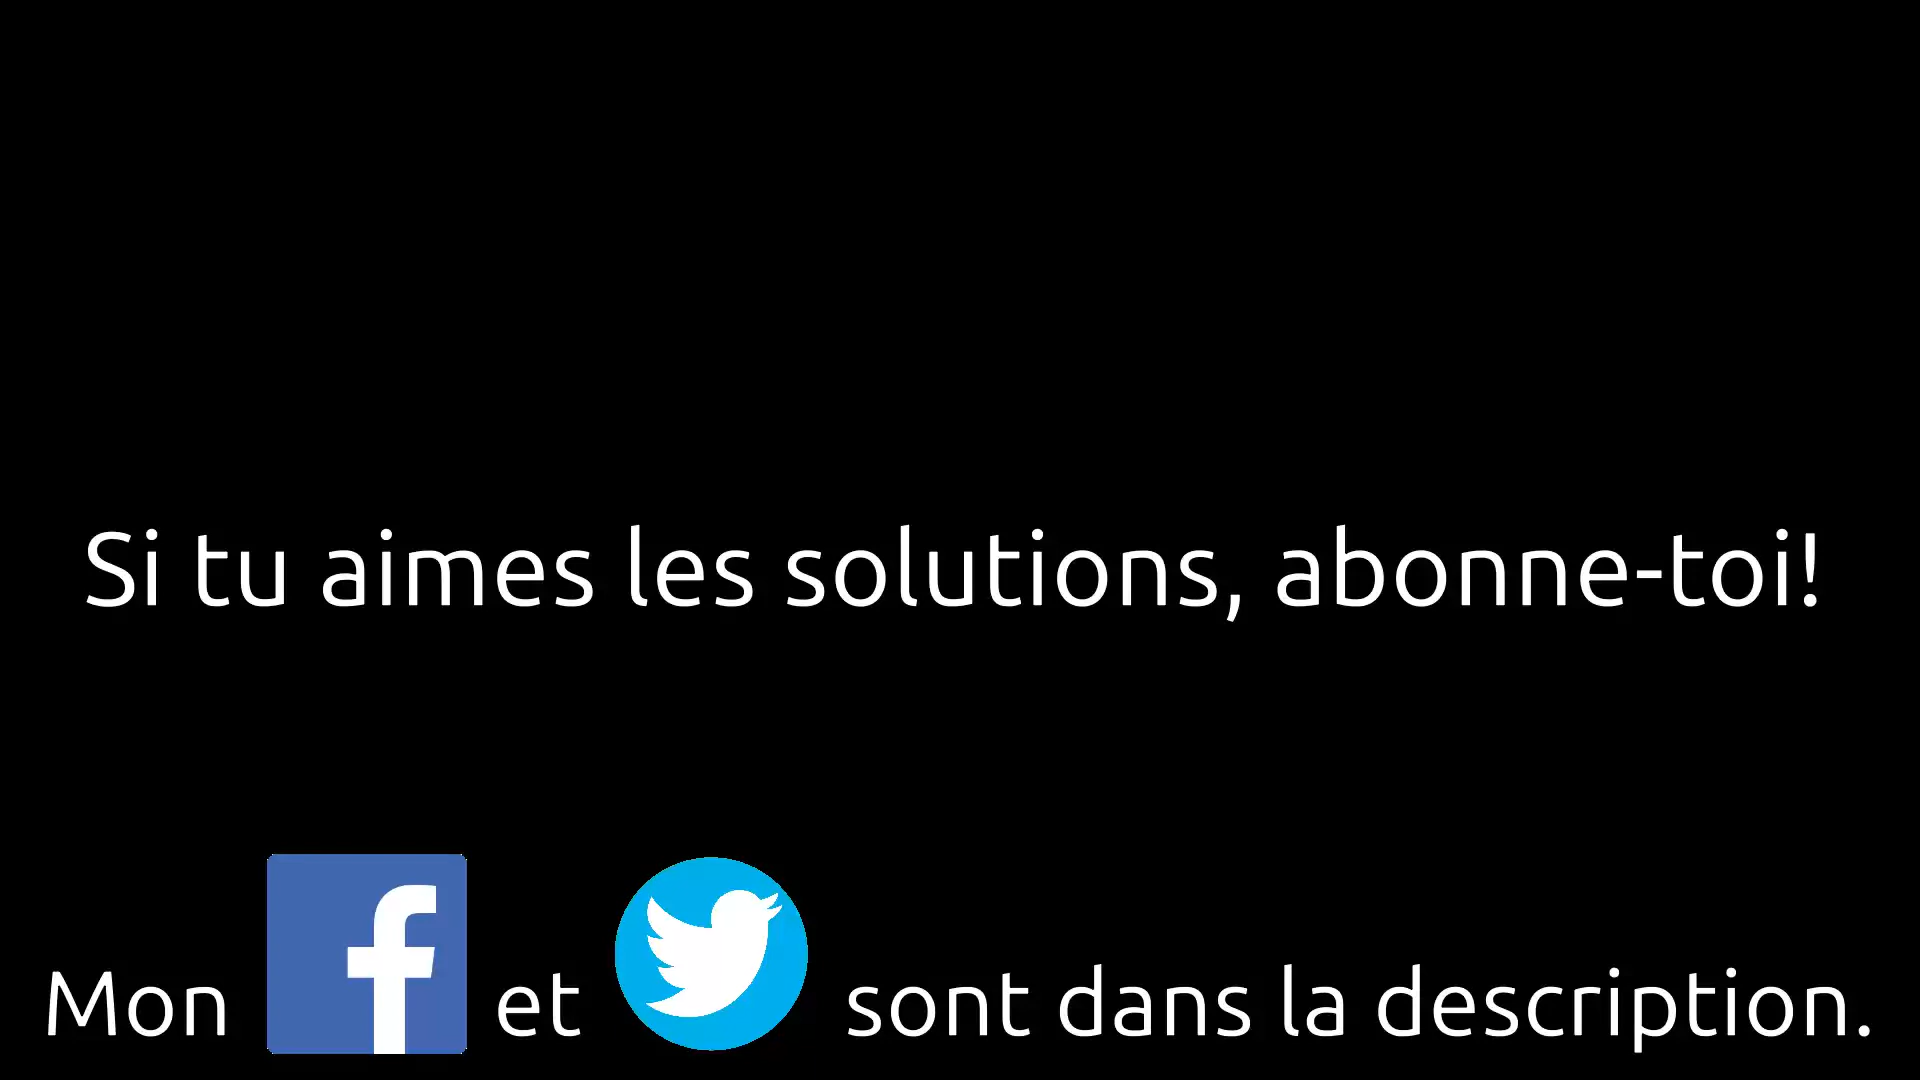 Si tu aimes les solutions, abonne-toi!
Mon f et sont dans la description.